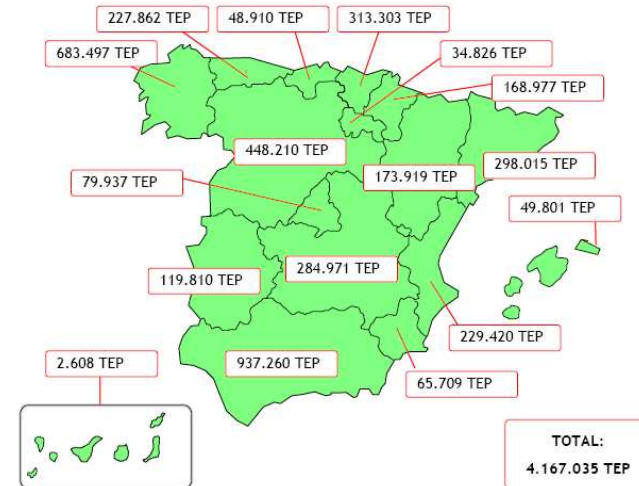 227.862 TEP
48.910 TEP
313.303 TEP
683.497 TEP
34.826 TEP
168.977 TEP
448.210 TEP
298.015 TEP
173.919 TEP
79.937 TEP
49.801 TEP
119.810 TEP
284.971 TEP
229.420 TEP
2.608 TEP
937.260 TEP
65.709 TEP
TOTAL:
4.167.035 TEP